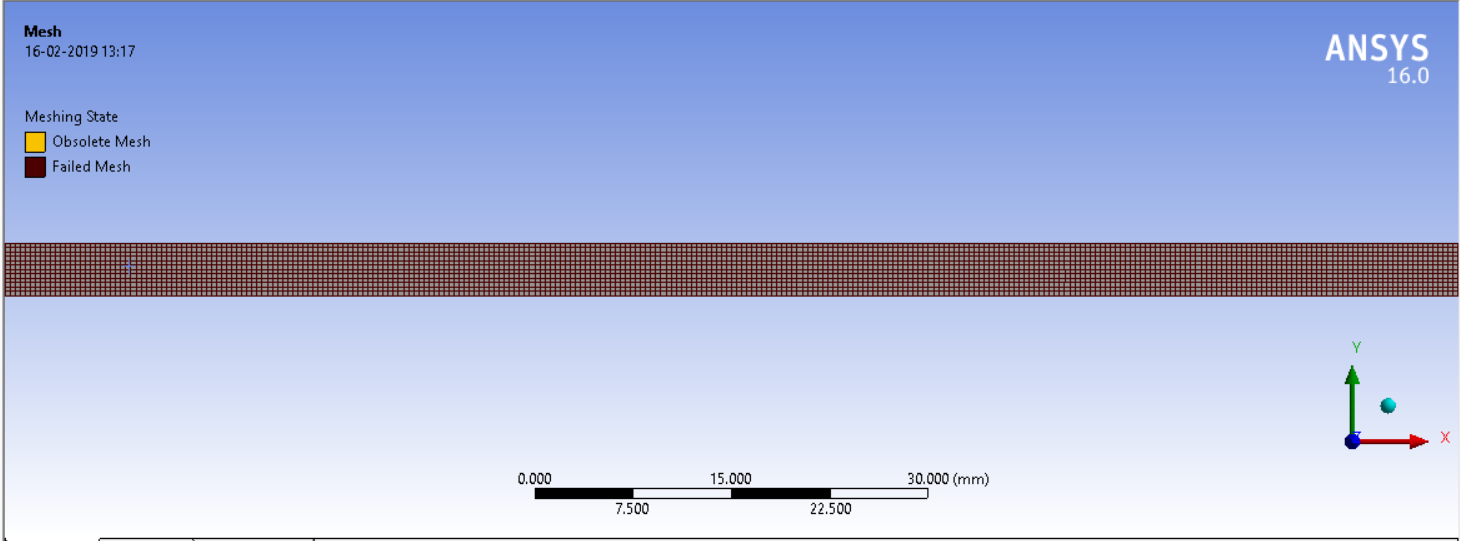 Mesh
16-02-2019 13:17
ANSYS
16.0
Meshing State
Obsolete Mesh
Failed Mesh
Y
X
0.000 15.000 30.000 (mm)
7.500 22.500